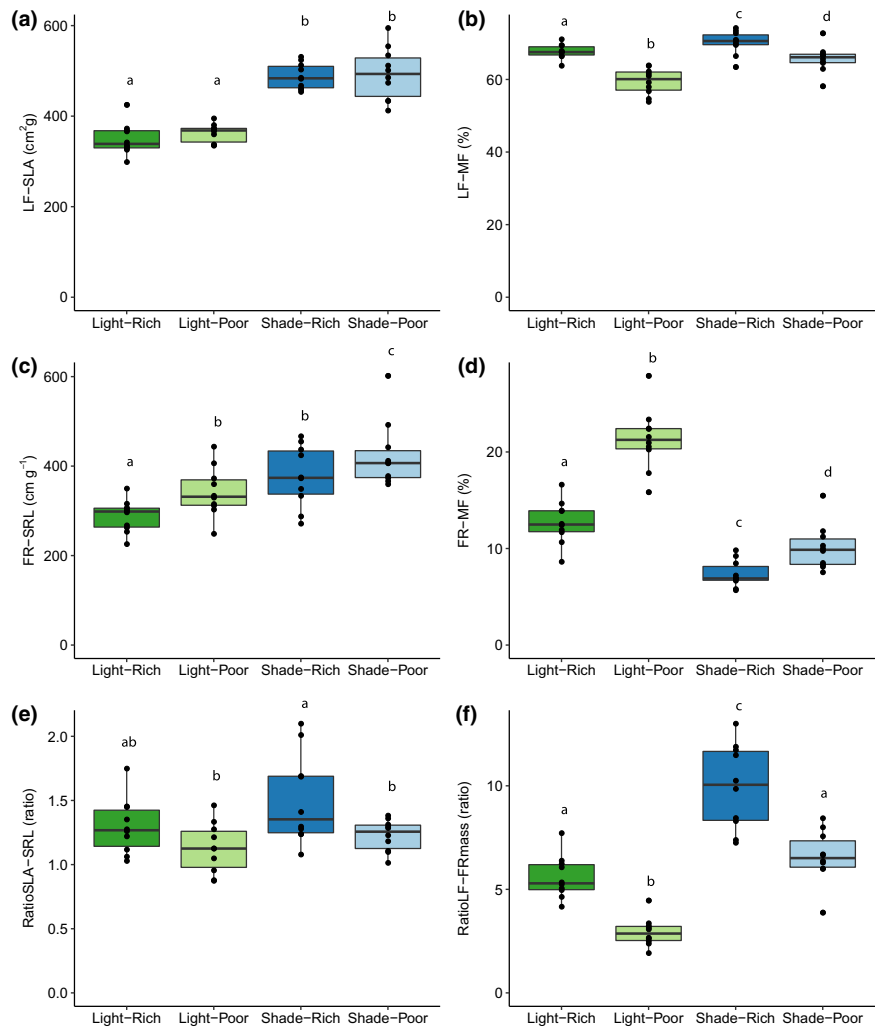 (a)
a
a
b
b
600
400
200
0
LF−SLA (cm²g)
Light−Rich Light−Poor Shade−Rich Shade−Poor
(b)
a
b
c
d
60
40
20
0
LF−MF (%)
Light−Rich Light−Poor Shade−Rich Shade−Poor
(c)
a
b
b
c
600
400
200
0
FR−SRL (cm g⁻¹)
Light−Rich Light−Poor Shade−Rich Shade−Poor
(d)
a
b
c
d
20
10
0
FR−MF (%)
Light−Rich Light−Poor Shade−Rich Shade−Poor
(e)
ab
b
a
b
2.0
1.5
1.0
0.5
0.0
RatioSLA−SRL (ratio)
Light−Rich Light−Poor Shade−Rich Shade−Poor
(f)
a
b
c
a
10
5
0
RatioLF−FRmass (ratio)
Light−Rich Light−Poor Shade−Rich Shade−Poor